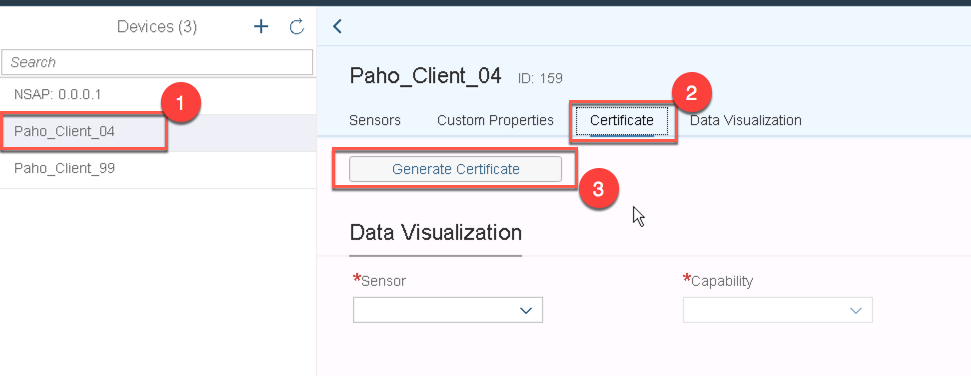 Devices (3)
Search
NSAP: 0.0.0.1
1
Paho_Client_04
Paho_Client_99
Paho_Client_04 ID: 159
2
Sensors Custom Properties Certificate Data Visualization
Generate Certificate
3
Data Visualization
*Sensor *Capability